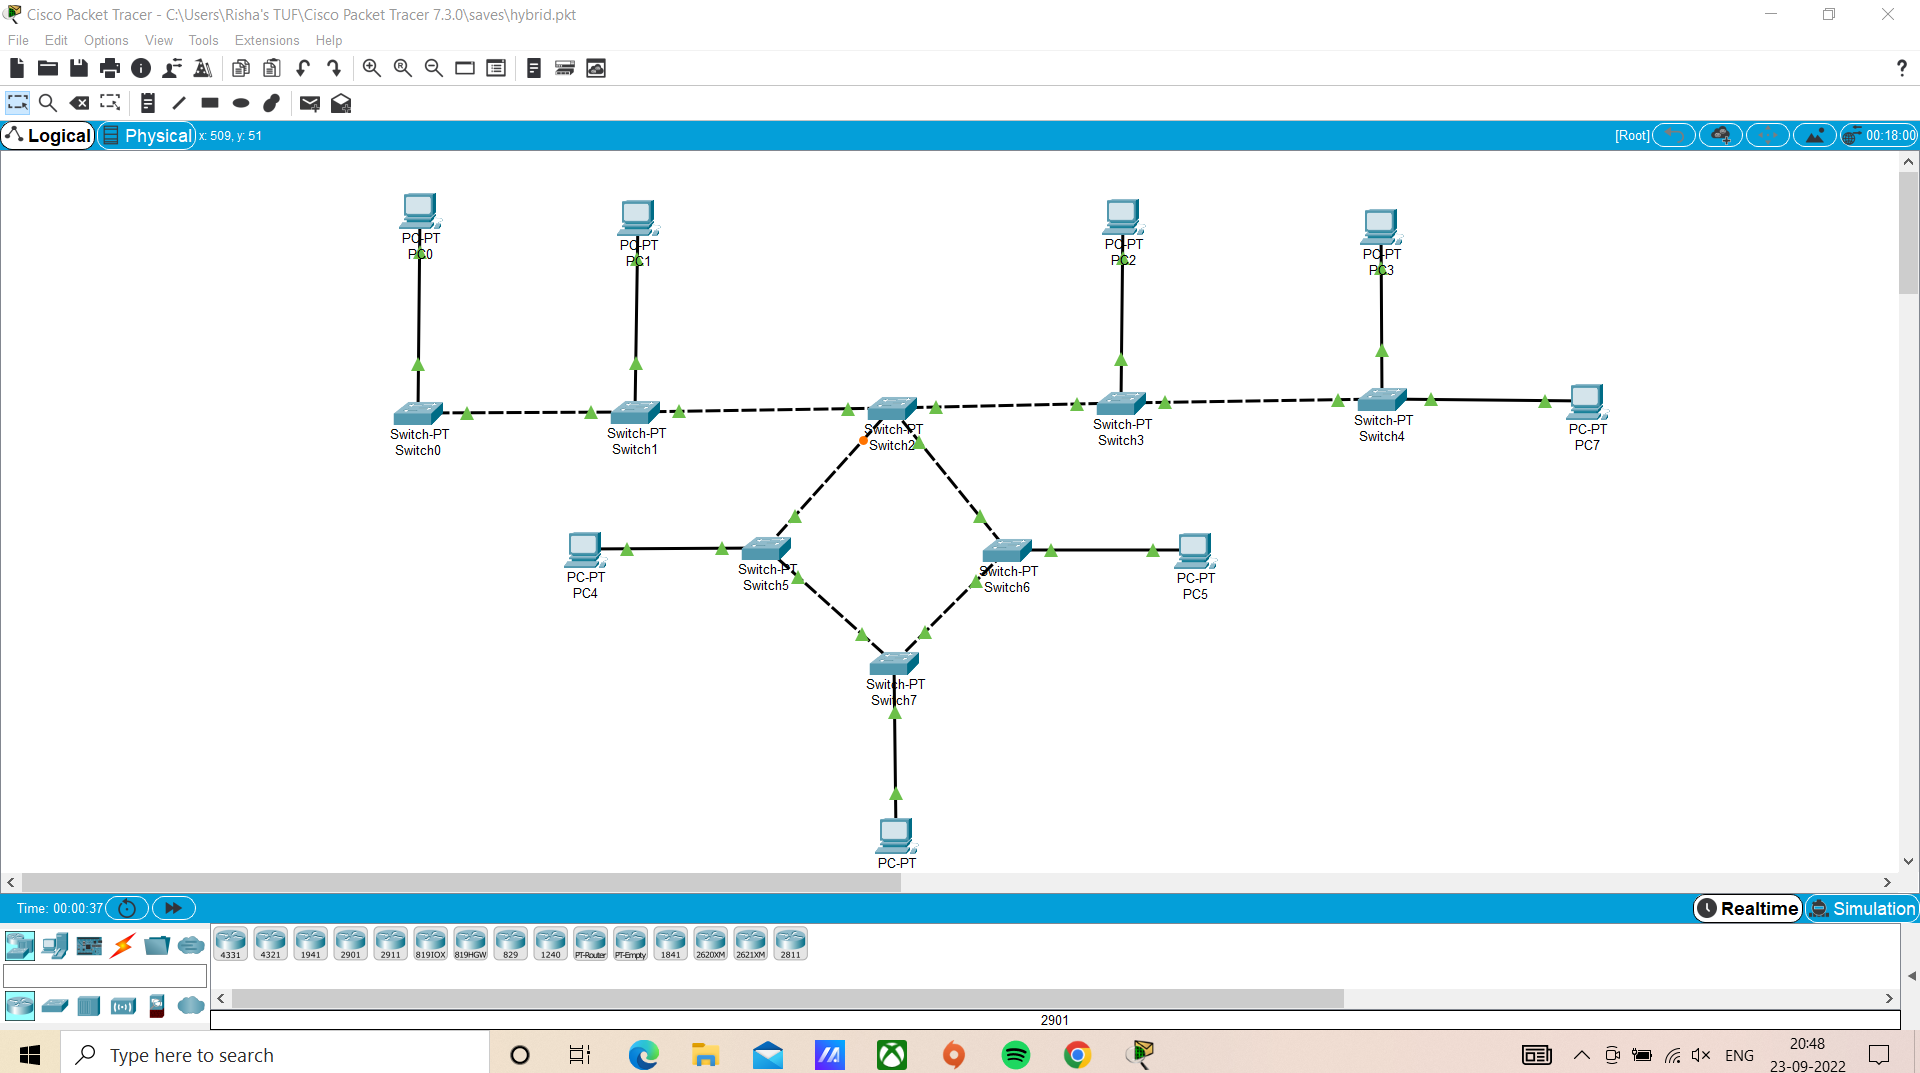 Cisco Packet Tracer - C:\Users\Risha's TUF\Cisco Packet Tracer 7.3.0\saves\hybrid.pkt
File Edit Options View Tools Extensions Help
?
Logical Physical x: 509, y: 51 [Root] 00:18:00
PC-PT
PC0
PC-PT
PC1
PC-PT
PC2
PC-PT
PC3
Switch-PT
Switch0
Switch-PT
Switch1
Switch-PT
Switch2
Switch-PT
Switch3
Switch-PT
Switch4
PC-PT
PC7
PC-PT
PC4
Switch-PT
Switch5
Switch-PT
Switch6
PC-PT
PC5
Switch-PT
Switch7
PC-PT
Time: 00:00:37 Realtime Simulation
4331 4321 1941 2901 2911 819IOX 819HGW 829 1240 PT-Router PT-Empty 1841 2620XM 2621XM 2811
2901
Type here to search
ENG
20:48
23-09-2022